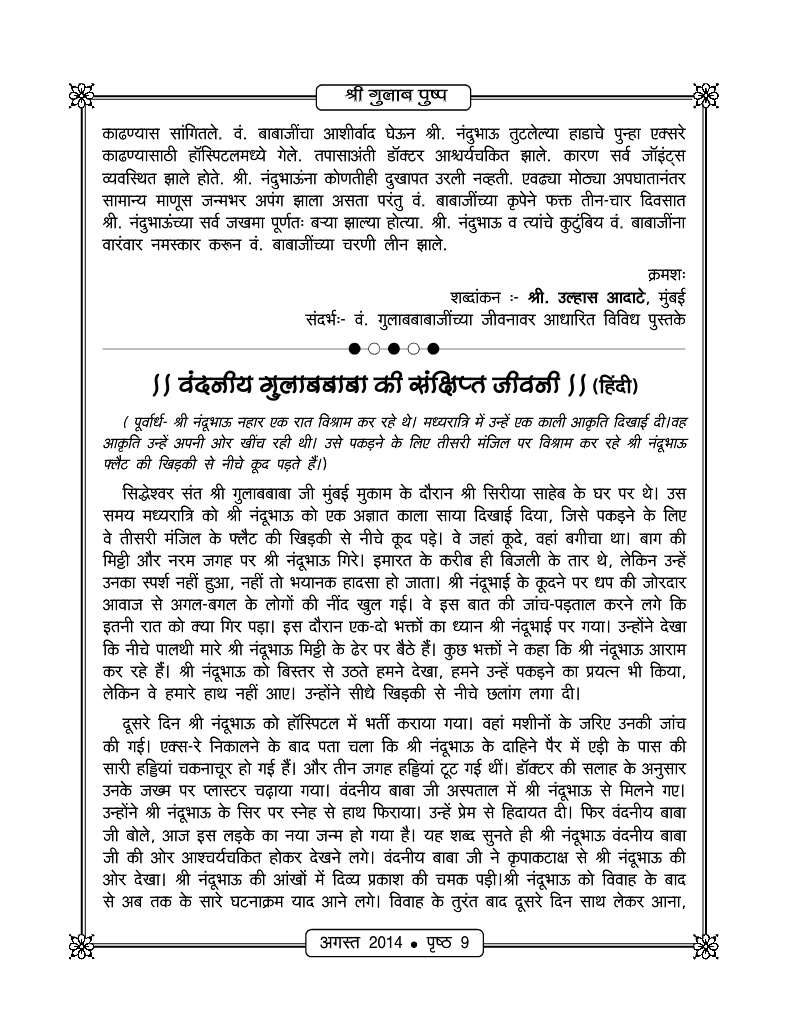 श्री गुलाब पुष्प
काढण्यास सांगितले. वं. बाबाजींचा आशीर्वाद घेऊन श्री. नंदुभाऊ तुटलेल्या हाडाचे पुन्हा एक्सरे
काढण्यासाठी हॉस्पिटलमध्ये गेले. तपासाअंती डॉक्टर आश्चर्यचकित झाले. कारण सर्व जॉइंट्स
व्यवस्थित झाले होते. श्री. नंदुभाऊंना कोणतीही दुखापत उरली नव्हती. एवढ्या मोठ्या अपघातानंतर
सामान्य माणूस जन्मभर अपंग झाला असता परंतु वं. बाबाजींच्या कृपेने फक्त तीन-चार दिवसात
श्री. नंदुभाऊंच्या सर्व जखमा पूर्णतः बऱ्या झाल्या होत्या. श्री. नंदुभाऊ व त्यांचे कुटुंबिय वं. बाबाजींना
वारंवार नमस्कार करून वं. बाबाजींच्या चरणी लीन झाले.
क्रमशः
शब्दांकन :- श्री. उल्हास आदाटे, मुंबई
संदर्भः- वं. गुलाबबाबाजींच्या जीवनावर आधारित विविध पुस्तके
।। वंदनीय गुलाबबाबा की संक्षिप्त जीवनी ।। (हिंदी)
( पूर्वार्ध- श्री नंदूभाऊ नहार एक रात विश्राम कर रहे थे। मध्यरात्रि में उन्हें एक काली आकृति दिखाई दी।वह
आकृति उन्हें अपनी ओर खींच रही थी। उसे पकड़ने के लिए तीसरी मंजिल पर विश्राम कर रहे श्री नंदूभाऊ
फ्लैट की खिड़की से नीचे कूद पड़ते हैं।)
सिद्धेश्वर संत श्री गुलाबबाबा जी मुंबई मुकाम के दौरान श्री सिरीया साहेब के घर पर थे। उस
समय मध्यरात्रि को श्री नंदूभाऊ को एक अज्ञात काला साया दिखाई दिया, जिसे पकड़ने के लिए
वे तीसरी मंजिल के फ्लैट की खिड़की से नीचे कूद पड़े। वे जहां कूदे, वहां बगीचा था। बाग की
मिट्टी और नरम जगह पर श्री नंदूभाऊ गिरे। इमारत के करीब ही बिजली के तार थे, लेकिन उन्हें
उनका स्पर्श नहीं हुआ, नहीं तो भयानक हादसा हो जाता। श्री नंदूभाई के कूदने पर धप की जोरदार
आवाज से अगल-बगल के लोगों की नींद खुल गई। वे इस बात की जांच-पड़ताल करने लगे कि
इतनी रात को क्या गिर पड़ा। इस दौरान एक-दो भक्तों का ध्यान श्री नंदूभाई पर गया। उन्होंने देखा
कि नीचे पालथी मारे श्री नंदूभाऊ मिट्टी के ढेर पर बैठे हैं। कुछ भक्तों ने कहा कि श्री नंदूभाऊ आराम
कर रहे हैं। श्री नंदूभाऊ को बिस्तर से उठते हमने देखा, हमने उन्हें पकड़ने का प्रयत्न भी किया,
लेकिन वे हमारे हाथ नहीं आए। उन्होंने सीधे खिड़की से नीचे छलांग लगा दी।
दूसरे दिन श्री नंदूभाऊ को हॉस्पिटल में भर्ती कराया गया। वहां मशीनों के जरिए उनकी जांच
की गई। एक्स-रे निकालने के बाद पता चला कि श्री नंदूभाऊ के दाहिने पैर में एड़ी के पास की
सारी हड्डियां चकनाचूर हो गई हैं। और तीन जगह हड्डियां टूट गई थीं। डॉक्टर की सलाह के अनुसार
उनके जख्म पर प्लास्टर चढ़ाया गया। वंदनीय बाबा जी अस्पताल में श्री नंदूभाऊ से मिलने गए।
उन्होंने श्री नंदूभाऊ के सिर पर स्नेह से हाथ फिराया। उन्हें प्रेम से हिदायत दी। फिर वंदनीय बाबा
जी बोले, आज इस लड़के का नया जन्म हो गया है। यह शब्द सुनते ही श्री नंदूभाऊ वंदनीय बाबा
जी की ओर आश्चर्यचकित होकर देखने लगे। वंदनीय बाबा जी ने कृपाकटाक्ष से श्री नंदूभाऊ की
ओर देखा। श्री नंदूभाऊ की आंखों में दिव्य प्रकाश की चमक पड़ी।श्री नंदूभाऊ को विवाह के बाद
से अब तक के सारे घटनाक्रम याद आने लगे। विवाह के तुरंत बाद दूसरे दिन साथ लेकर आना,
अगस्त 2014 ● पृष्ठ 9